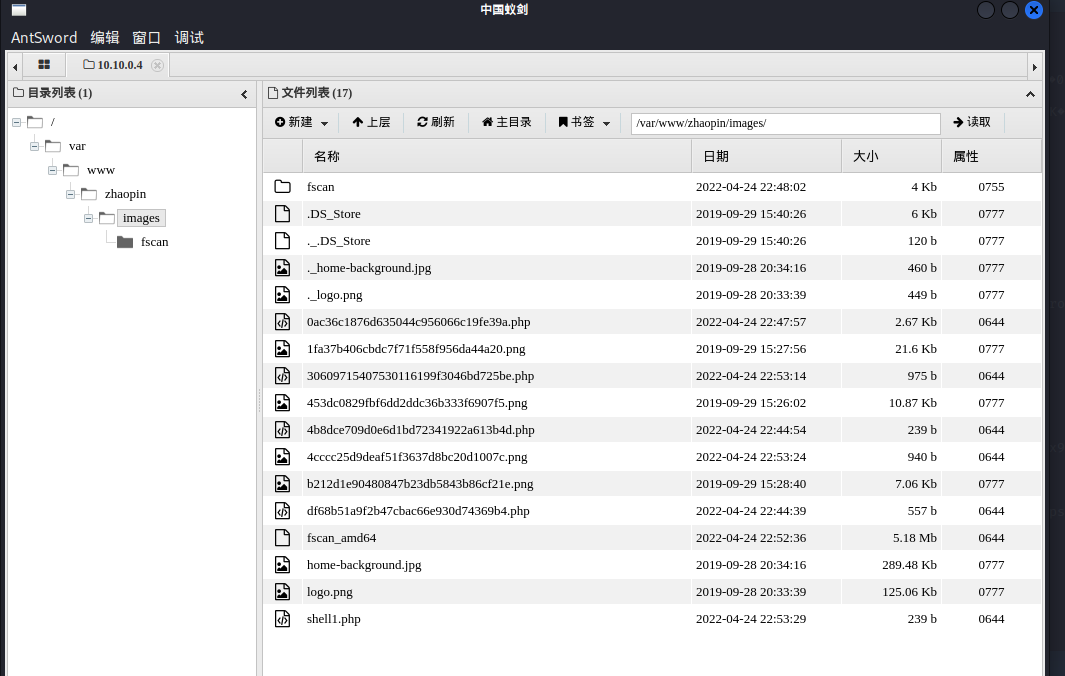 中国蚁剑
AntSword 编辑 窗口 调试
10.10.0.4
目录列表 (1)
/
var
www
zhaopin
images
fscan
文件列表 (17)
新建 上层 刷新 主目录 书签 /var/www/zhaopin/images/ 读取
名称 日期 大小 属性
fscan 2022-04-24 22:48:02 4 Kb 0755
.DS_Store 2019-09-29 15:40:26 6 Kb 0777
._.DS_Store 2019-09-29 15:40:26 120 b 0777
._home-background.jpg 2019-09-28 20:34:16 460 b 0777
._logo.png 2019-09-28 20:33:39 449 b 0777
0ac36c1876d635044c956066c19fe39a.php 2022-04-24 22:47:57 2.67 Kb 0644
1fa37b406cbdc7f71f558f956da44a20.png 2019-09-29 15:27:56 21.6 Kb 0777
30609715407530116199f3046bd725be.php 2022-04-24 22:53:14 975 b 0644
453dc0829fbf6dd2ddc36b333f6907f5.png 2019-09-29 15:26:02 10.87 Kb 0777
4b8dce709d0e6d1bd72341922a613b4d.php 2022-04-24 22:44:54 239 b 0644
4cccc25d9deaf51f3637d8bc20d1007c.png 2022-04-24 22:53:24 940 b 0644
b212d1e90480847b23db5843b86cf21e.png 2019-09-29 15:28:40 7.06 Kb 0777
df68b51a9f2b47cbac66e930d74369b4.php 2022-04-24 22:44:39 557 b 0644
fscan_amd64 2022-04-24 22:52:36 5.18 Mb 0644
home-background.jpg 2019-09-28 20:34:16 289.48 Kb 0777
logo.png 2019-09-28 20:33:39 125.06 Kb 0777
shell1.php 2022-04-24 22:53:29 239 b 0644